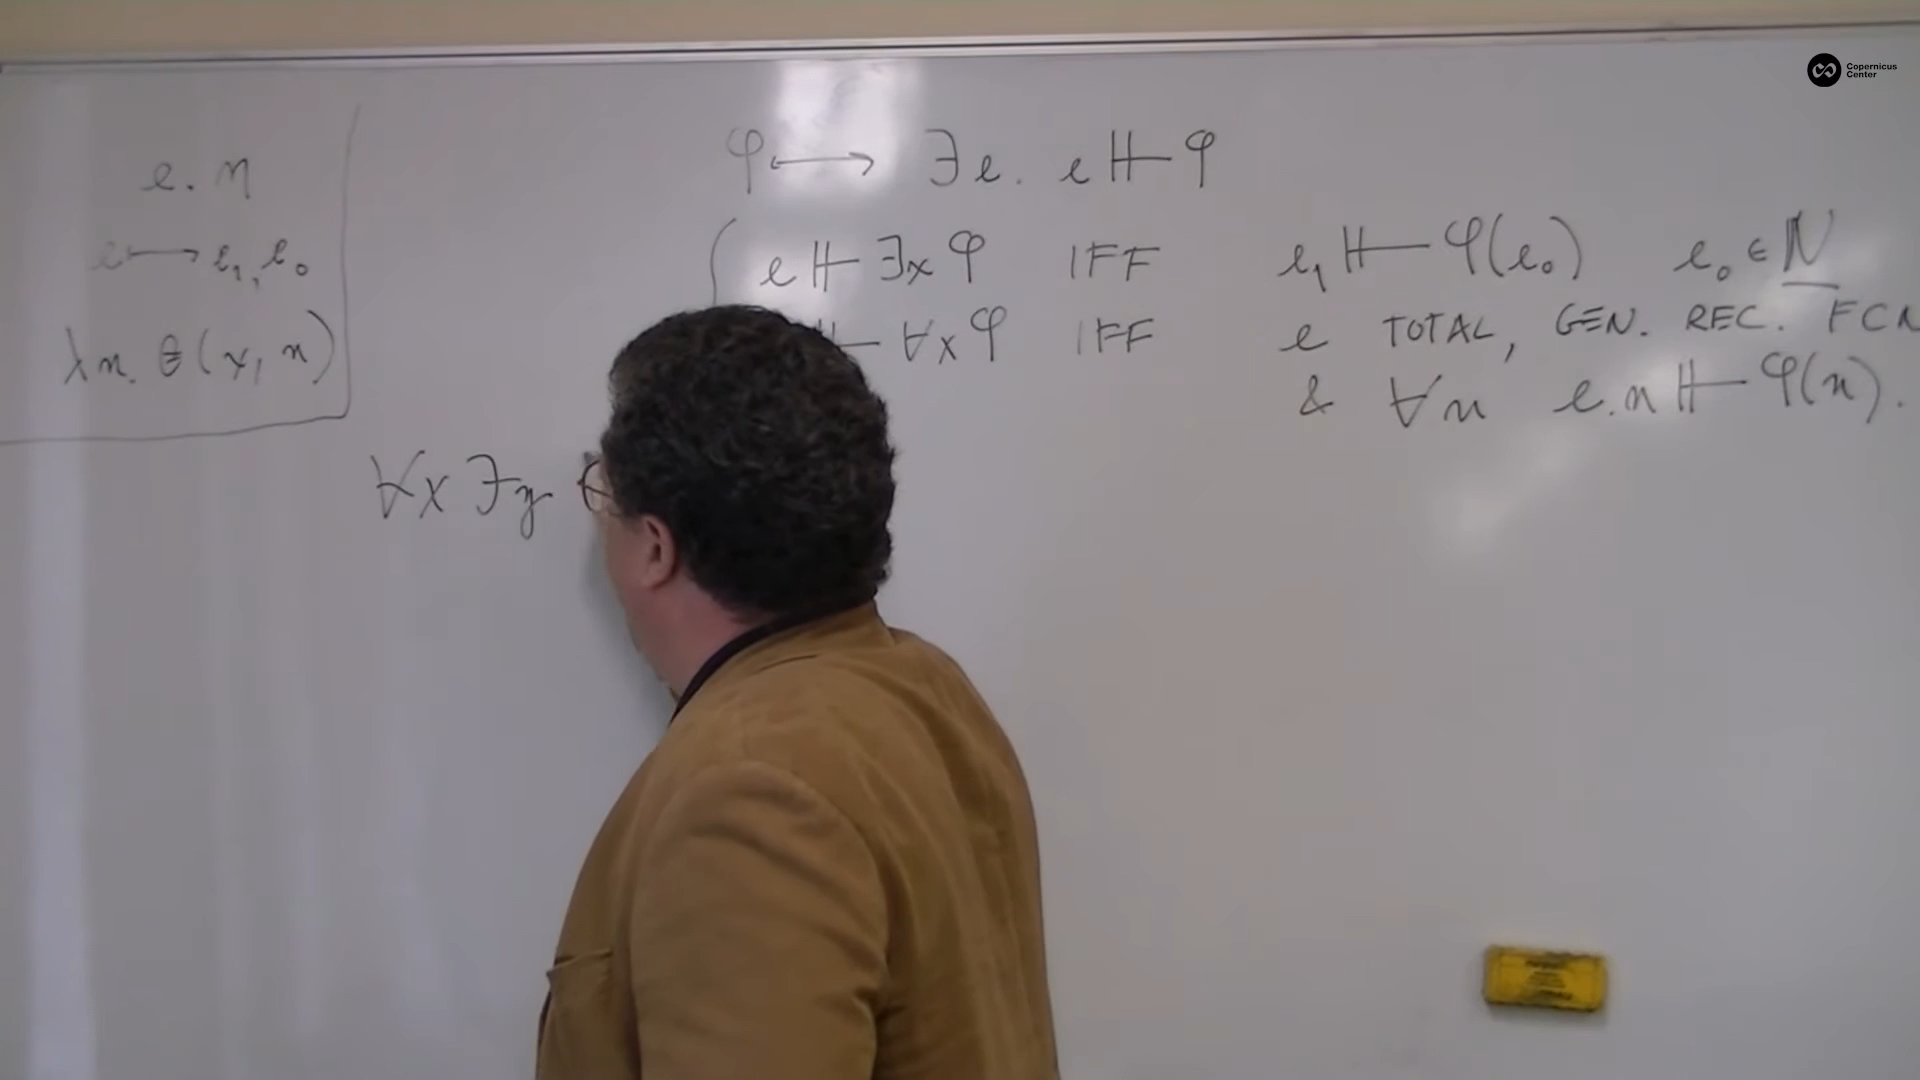 Copernicus
Center
e.n
e ⟼ e₁, e₀
λn. θ(x, n)
φ ⟷ ∃e. e ⊩ φ
e ⊩ ∃x φ IFF e₁ ⊩ φ(e₀) e₀ ∈ N
⊩ ∀x φ IFF e TOTAL, GEN. REC. FCN
& ∀n e.n ⊩ φ(n).
∀x ∃y